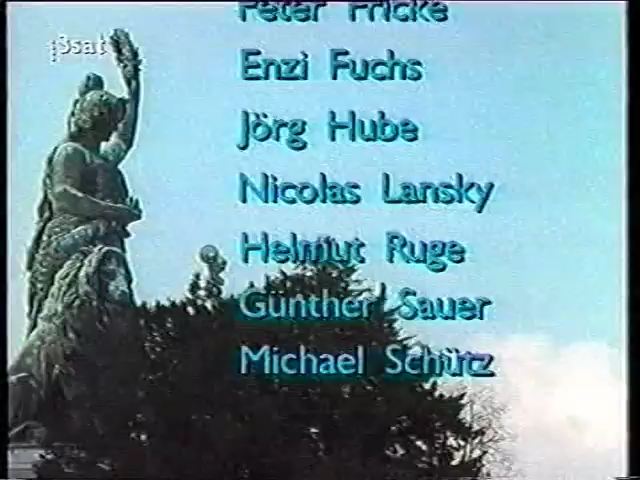 3sat
Peter Fricke
Enzi Fuchs
Jörg Hube
Nicolas Lansky
Helmut Ruge
Günther Sauer
Michael Schütz